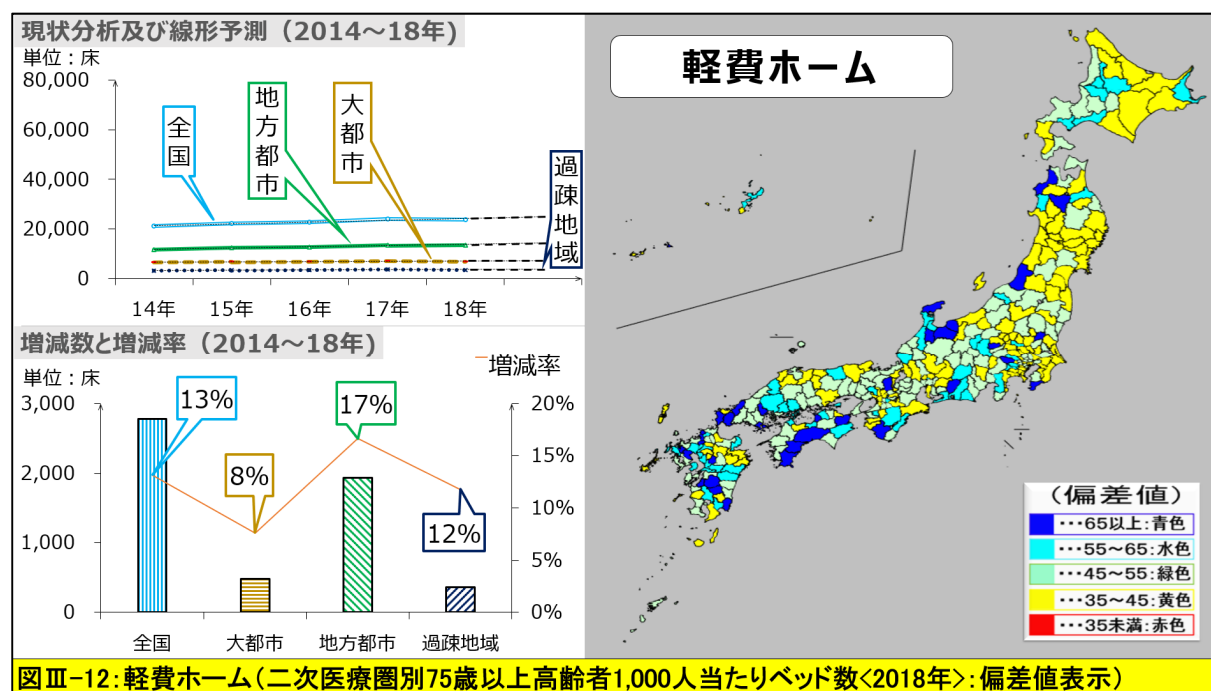 現状分析及び線形予測（2014～18年）
単位：床
80,000
60,000
40,000
20,000
0
14年
15年
16年
17年
18年
全国
地方都市
大都市
過疎地域
増減数と増減率（2014～18年）
単位：床
増減率
3,000
2,000
1,000
0
20%
15%
10%
5%
0%
13%
8%
17%
12%
全国
大都市
地方都市
過疎地域
軽費ホーム
（偏差値）
･･･65以上：青色
･･･55～65：水色
･･･45～55：緑色
･･･35～45：黄色
･･･35未満：赤色
図Ⅲ-12：軽費ホーム（二次医療圏別75歳以上高齢者1,000人当たりベッド数<2018年>：偏差値表示）